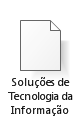 Soluções de
Tecnologia da
Informação